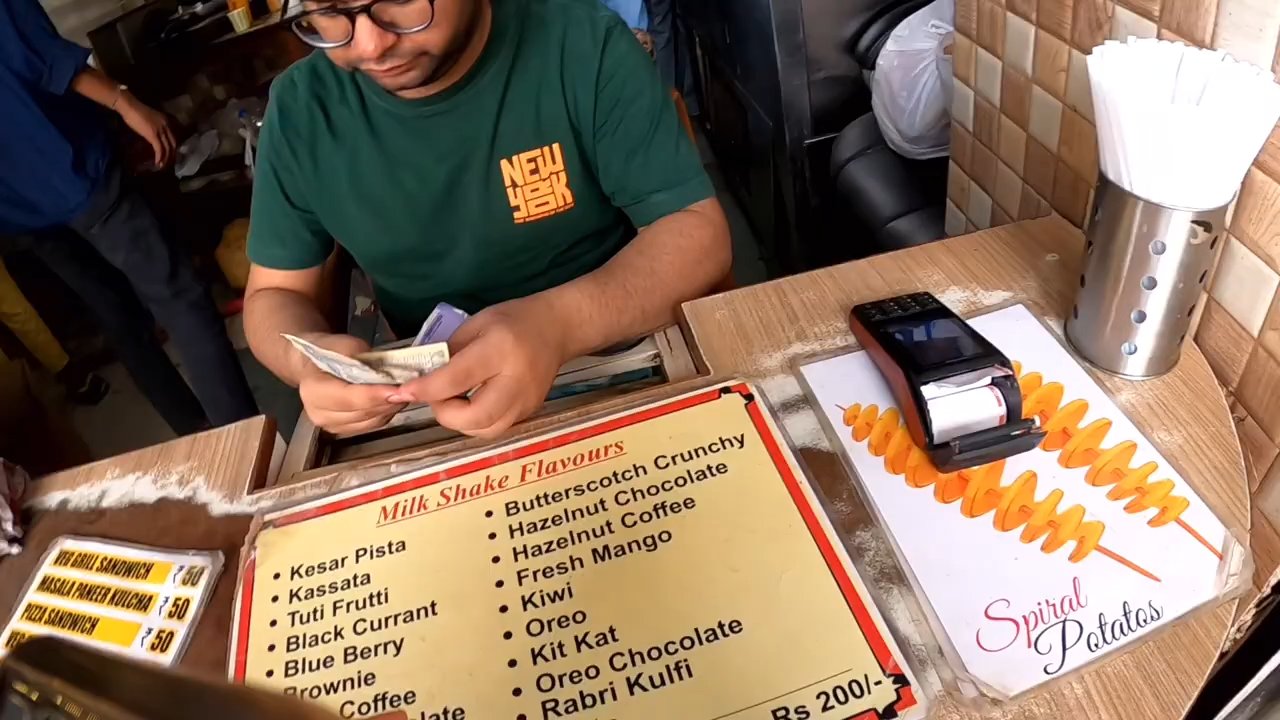 NEW
YORK
Milk Shake Flavours
• Kesar Pista
• Kassata
• Tuti Frutti
• Black Currant
• Blue Berry
Brownie
Coffee
• Butterscotch Crunchy
• Hazelnut Chocolate
• Hazelnut Coffee
• Fresh Mango
• Kiwi
• Oreo
• Kit Kat
• Oreo Chocolate
• Rabri Kulfi
Rs 200/-
VEG GRILL SANDWICH ₹50
MASALA PANEER KULCHA ₹50
PIZZA SANDWICH ₹50
Spiral
Potatos